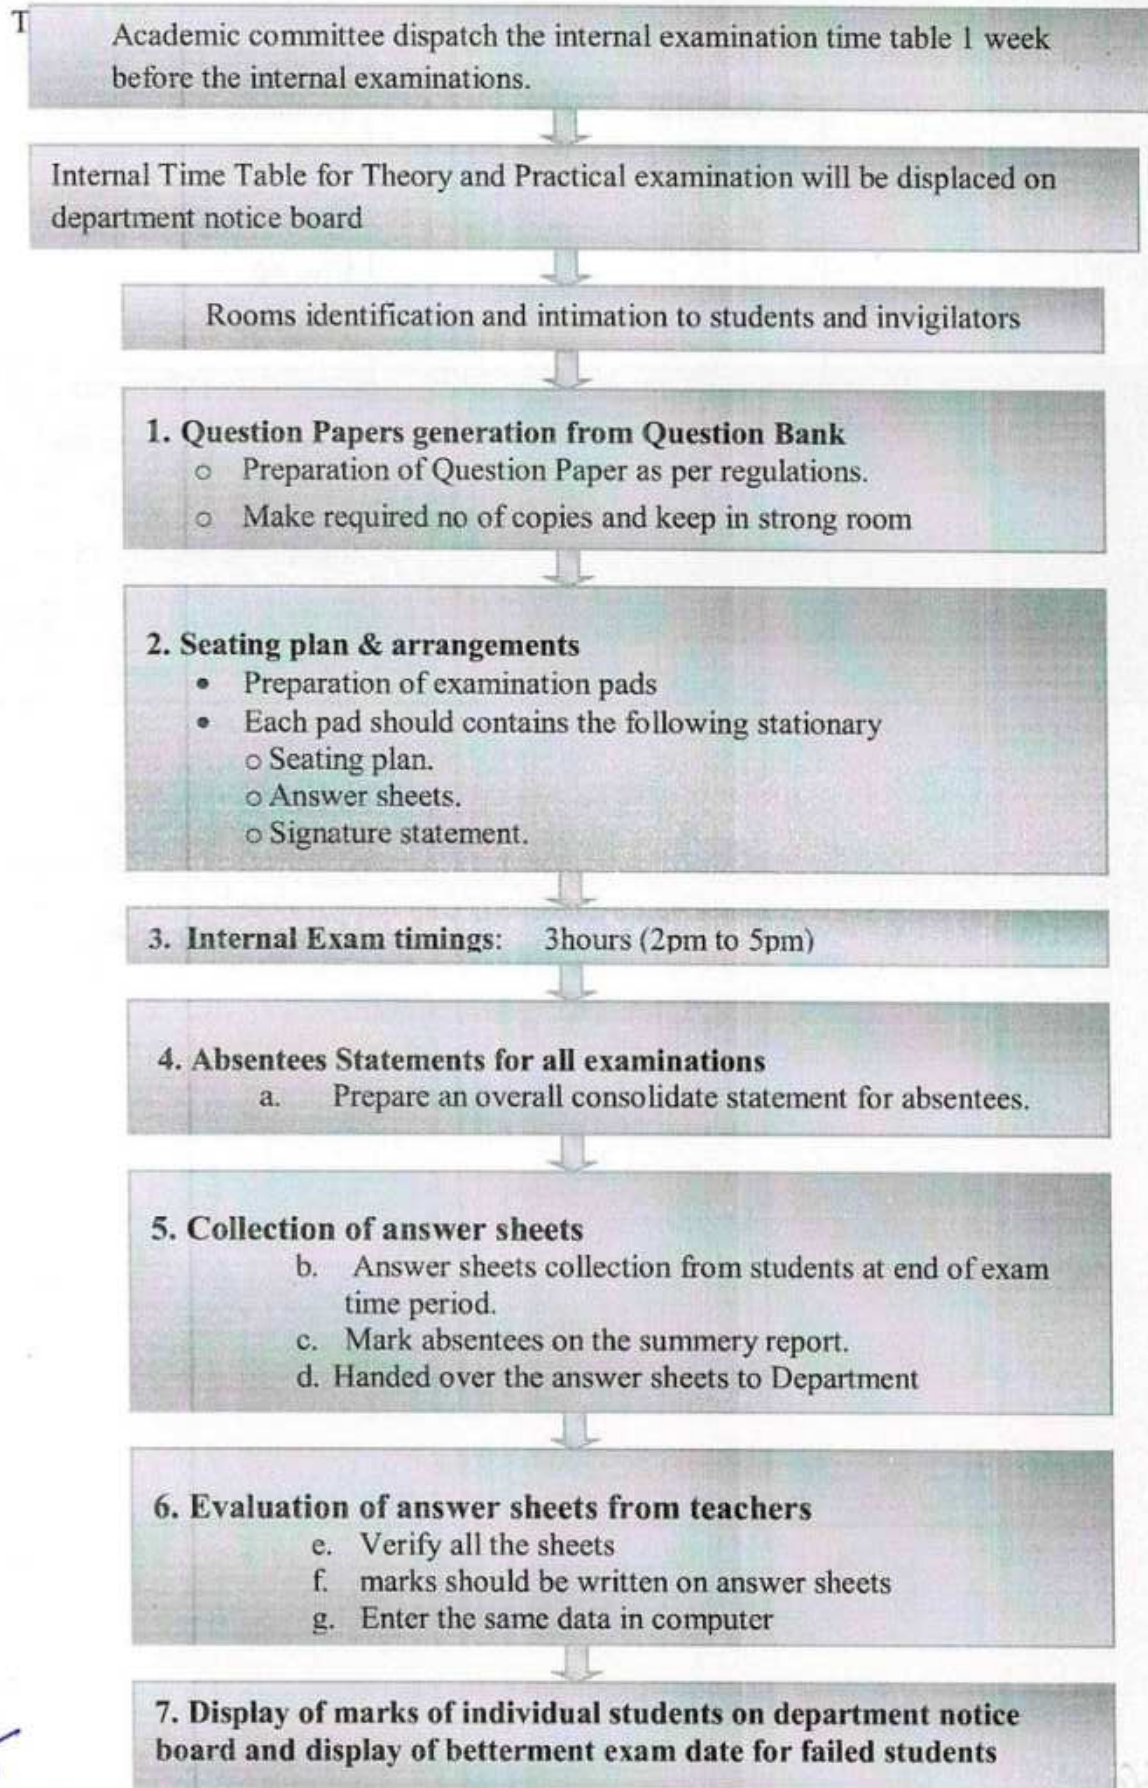 T
Academic committee dispatch the internal examination time table 1 week
before the internal examinations.
Internal Time Table for Theory and Practical examination will be displaced on
department notice board
Rooms identification and intimation to students and invigilators
1. Question Papers generation from Question Bank
o Preparation of Question Paper as per regulations.
o Make required no of copies and keep in strong room
2. Seating plan & arrangements
• Preparation of examination pads
• Each pad should contains the following stationary
o Seating plan.
o Answer sheets.
o Signature statement.
3. Internal Exam timings: 3hours (2pm to 5pm)
4. Absentees Statements for all examinations
a. Prepare an overall consolidate statement for absentees.
5. Collection of answer sheets
b. Answer sheets collection from students at end of exam
time period.
c. Mark absentees on the summery report.
d. Handed over the answer sheets to Department
6. Evaluation of answer sheets from teachers
e. Verify all the sheets
f. marks should be written on answer sheets
g. Enter the same data in computer
7. Display of marks of individual students on department notice
board and display of betterment exam date for failed students